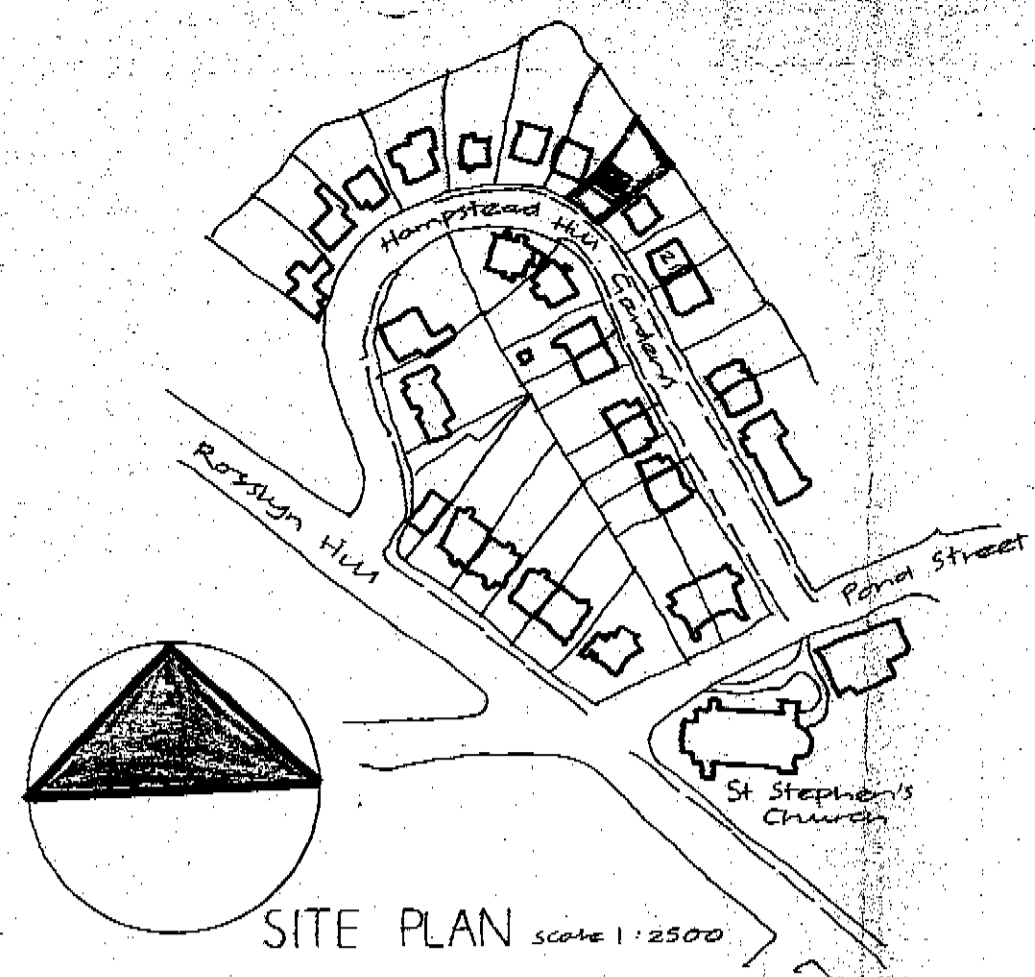 Hampstead Hill
Gardens
21
Rosslyn Hill
Pond Street
St Stephen's
Church
SITE PLAN scale 1:2500